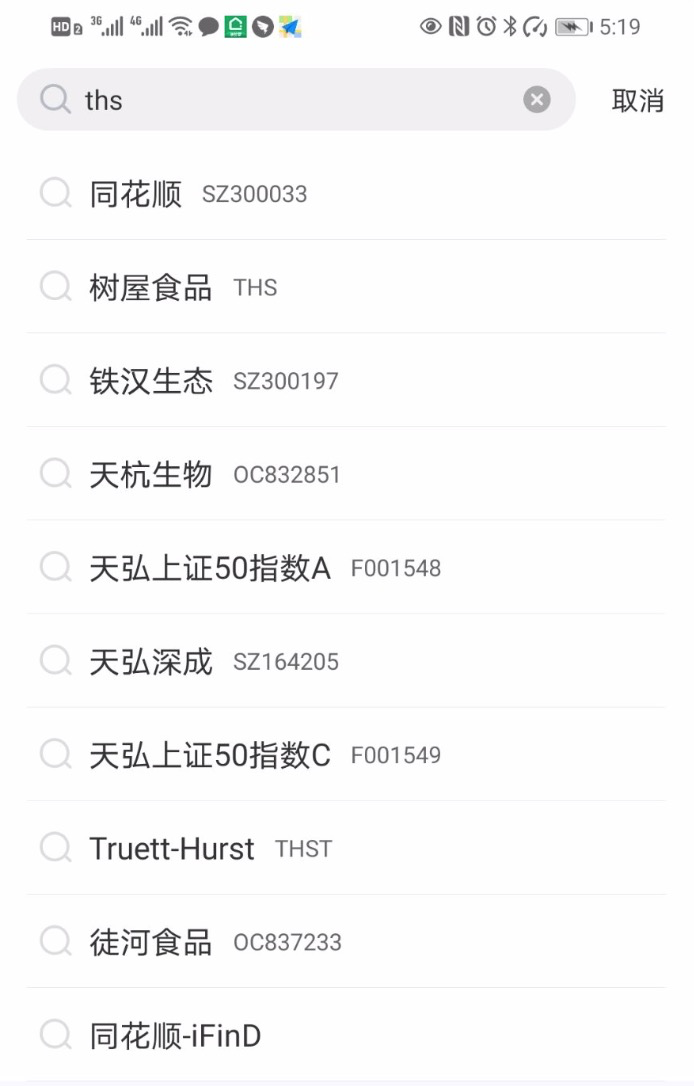 HD 2 3G 4G 5:19
ths 取消
同花顺 SZ300033
树屋食品 THS
铁汉生态 SZ300197
天杭生物 OC832851
天弘上证50指数A F001548
天弘深成 SZ164205
天弘上证50指数C F001549
Truett-Hurst THST
徒河食品 OC837233
同花顺-iFinD